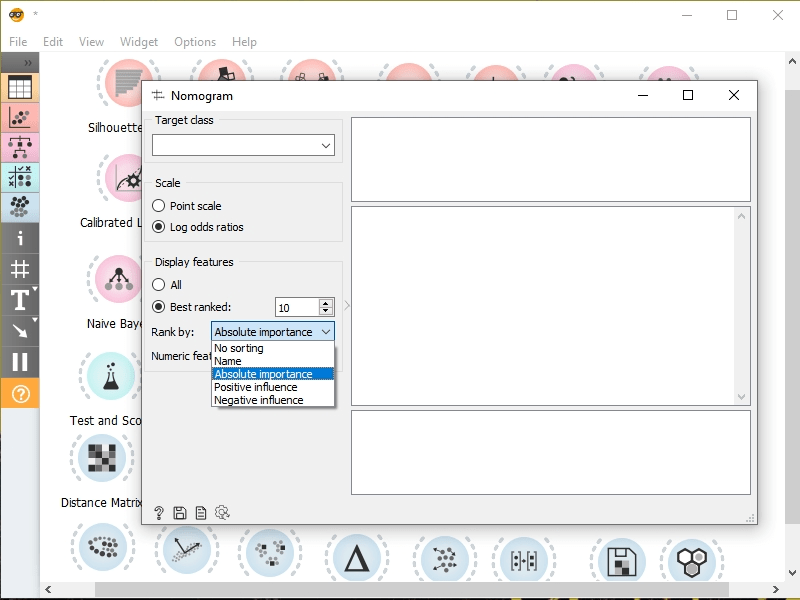 *
File Edit View Widget Options Help
»
Silhouette
Calibrated L
Naive Baye
Test and Sco
Distance Matrix
i
T
?
Nomogram
Target class
Scale
Point scale
Log odds ratios
Display features
All
Best ranked: 10
Rank by: Absolute importance
No sorting
Name
Absolute importance
Positive influence
Negative influence
Numeric feat
?